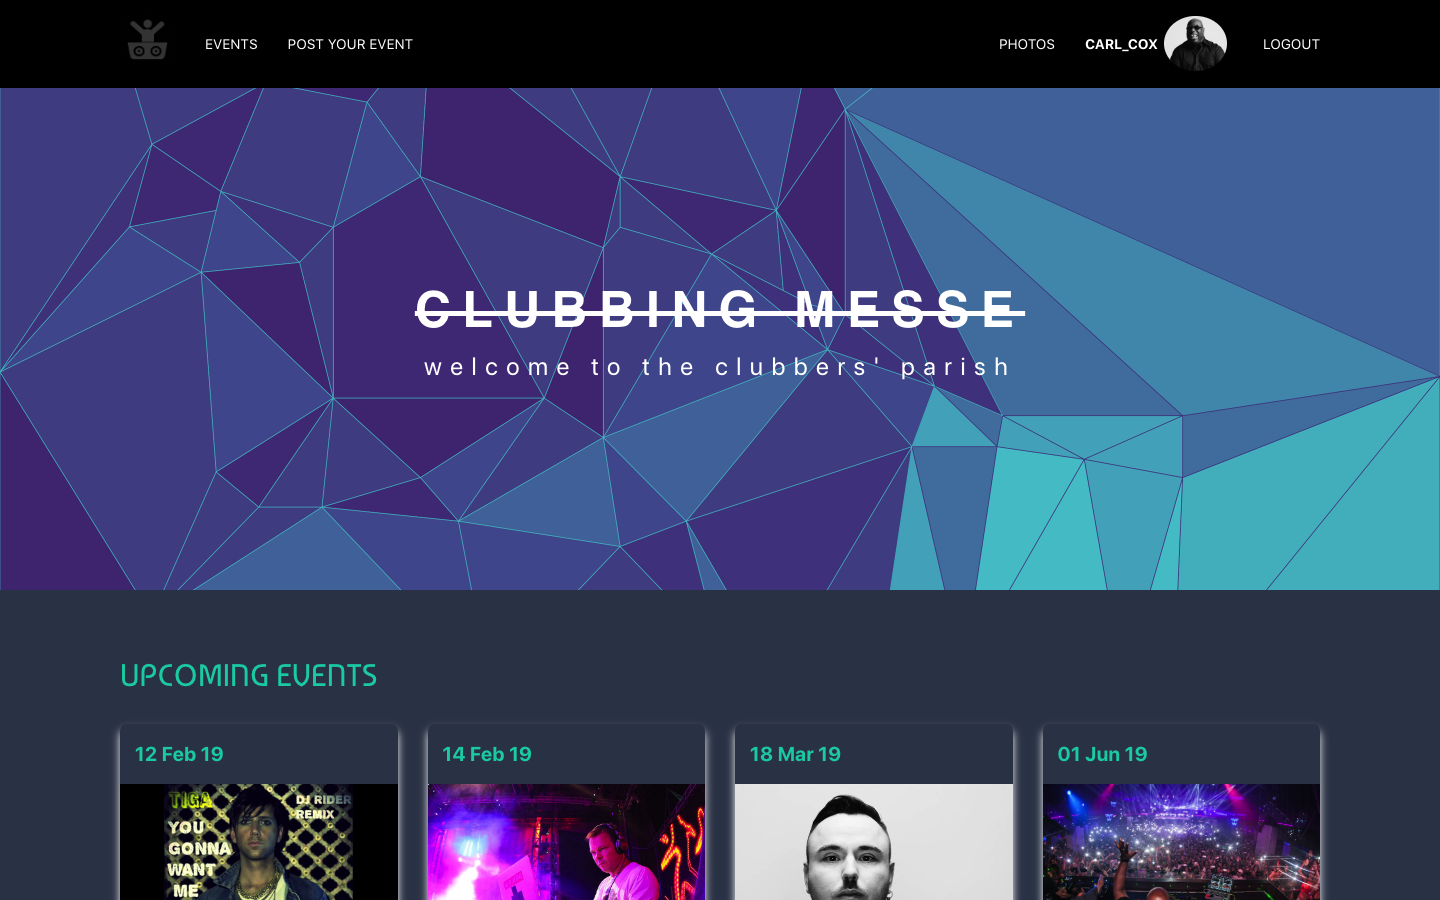 EVENTS POST YOUR EVENT PHOTOS CARL_COX LOGOUT
CLUBBING MESSE
welcome to the clubbers' parish
UPCOMING EVENTS
12 Feb 19 14 Feb 19 18 Mar 19 01 Jun 19
TIGA DJ RIDER
REMIX
YOU
GONNA
WANT
ME